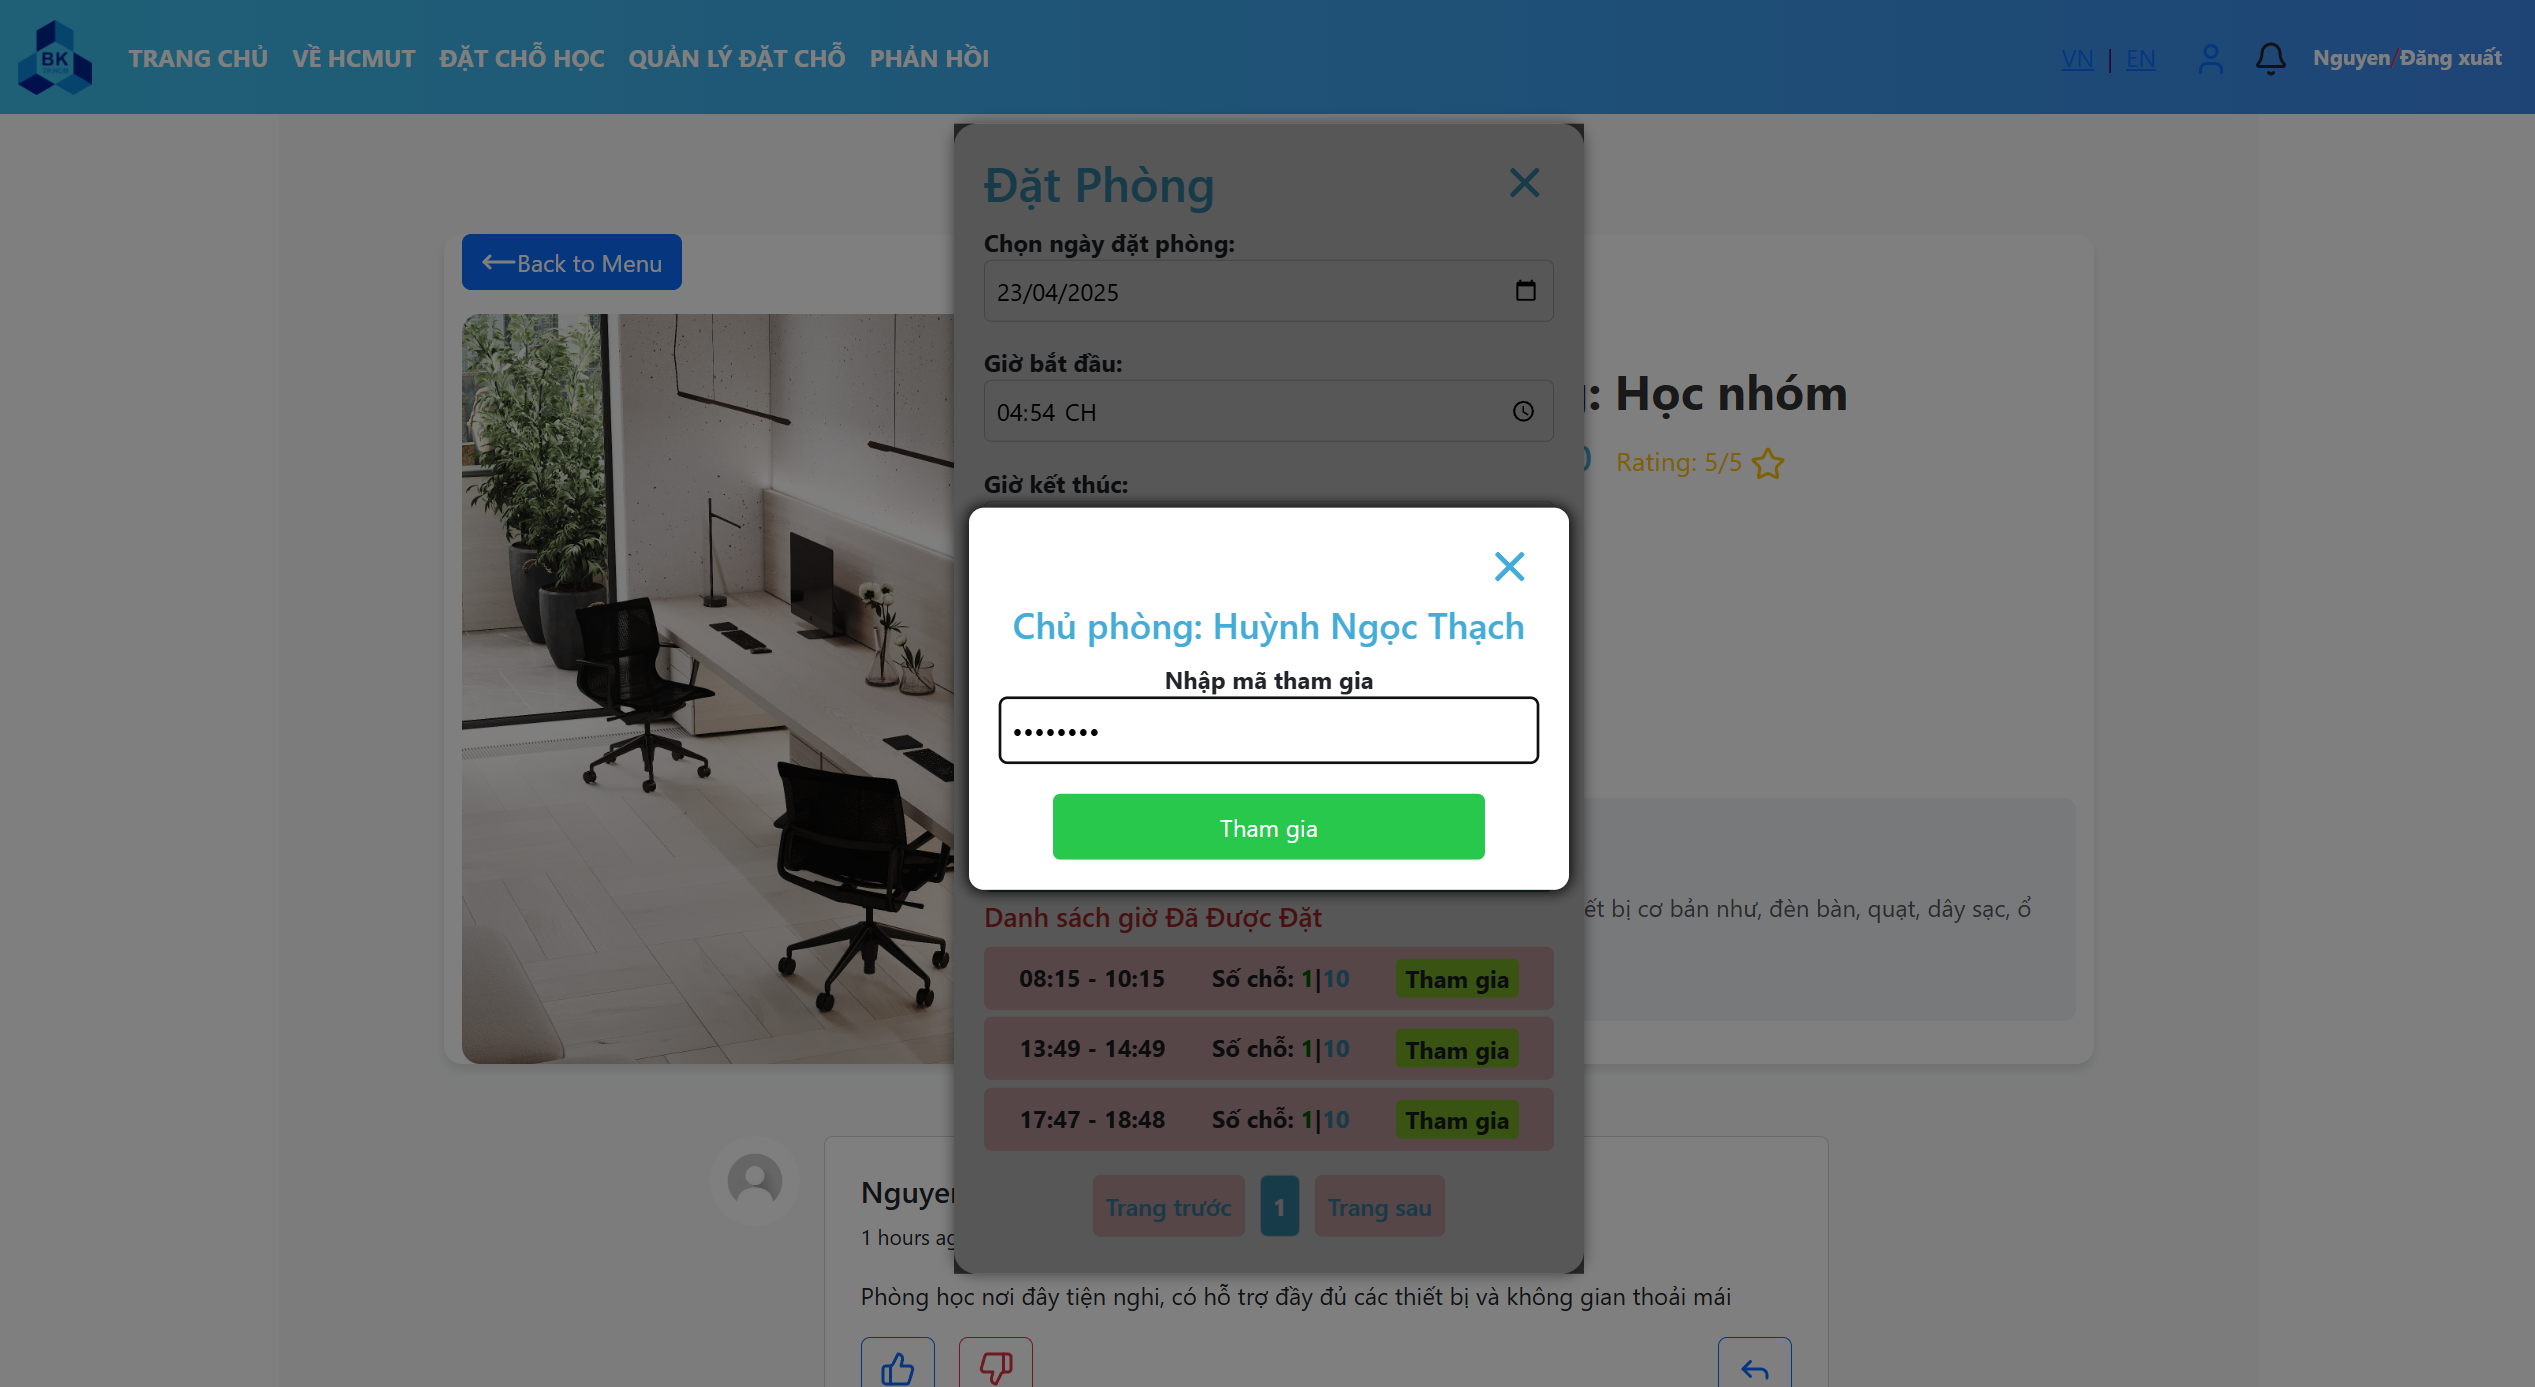 BK
TRANG CHỦ VỀ HCMUT ĐẶT CHỖ HỌC QUẢN LÝ ĐẶT CHỖ PHẢN HỒI
VN | EN Nguyen/Đăng xuất
Đặt Phòng
Back to Menu
Chọn ngày đặt phòng:
23/04/2025
Giờ bắt đầu:
04:54 CH
: Học nhóm
Rating: 5/5
Giờ kết thúc:
Chủ phòng: Huỳnh Ngọc Thạch
Nhập mã tham gia
••••••••
Tham gia
ết bị cơ bản như, đèn bàn, quạt, dây sạc, ổ
Danh sách giờ Đã Được Đặt
08:15 - 10:15 Số chỗ: 1|10 Tham gia
13:49 - 14:49 Số chỗ: 1|10 Tham gia
17:47 - 18:48 Số chỗ: 1|10 Tham gia
Trang trước 1 Trang sau
Nguyen
1 hours ag
Phòng học nơi đây tiện nghi, có hỗ trợ đầy đủ các thiết bị và không gian thoải mái